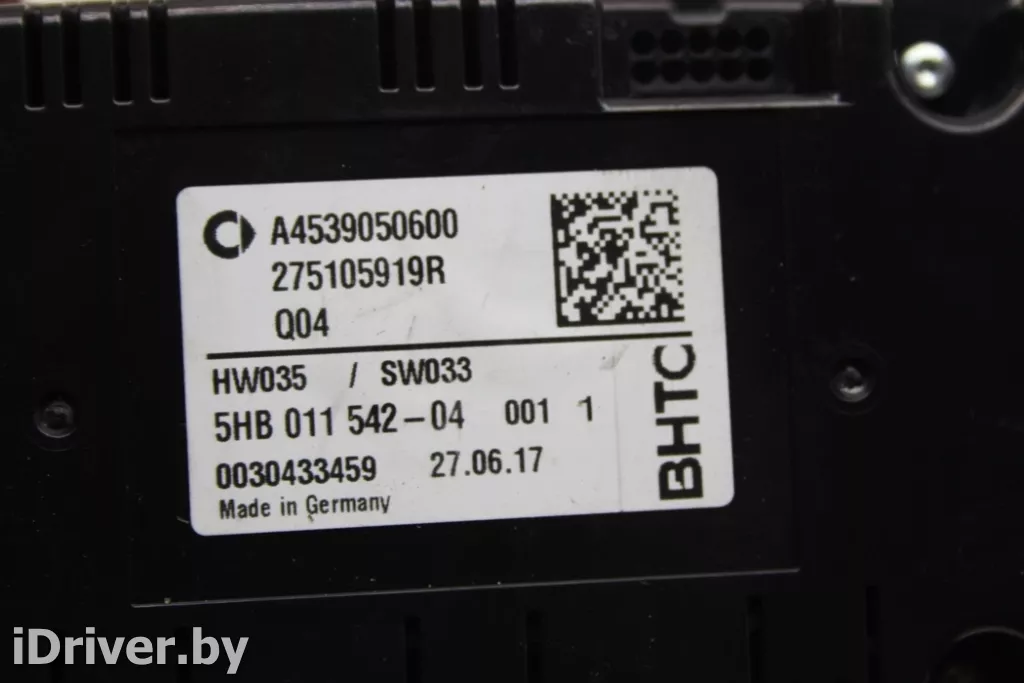 A4539050600
275105919R
Q04
HW035 / SW033
5HB 011 542-04 001 1
0030433459 27.06.17
Made in Germany
BHTC
iDriver.by